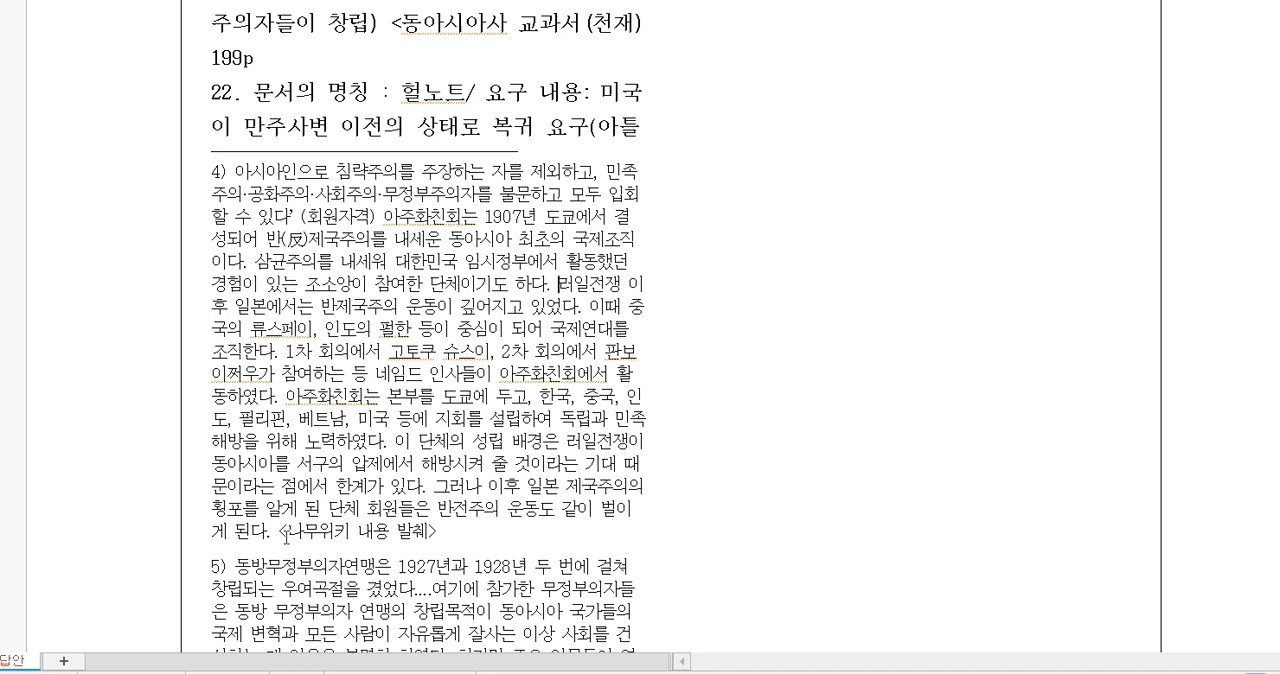 주의자들이 창립) <동아시아사 교과서(천재)
199p
22. 문서의 명칭 : 헐노트/ 요구 내용: 미국
이 만주사변 이전의 상태로 복귀 요구(아틀
4) 아시아인으로 침략주의를 주장하는 자를 제외하고, 민족
주의·공화주의·사회주의·무정부주의자를 불문하고 모두 입회
할 수 있다’ (회원자격) 아주화친회는 1907년 도쿄에서 결
성되어 반(反)제국주의를 내세운 동아시아 최초의 국제조직
이다. 삼균주의를 내세워 대한민국 임시정부에서 활동했던
경험이 있는 조소앙이 참여한 단체이기도 하다. 러일전쟁 이
후 일본에서는 반제국주의 운동이 깊어지고 있었다. 이때 중
국의 류스페이, 인도의 펄한 등이 중심이 되어 국제연대를
조직한다. 1차 회의에서 고토쿠 슈스이, 2차 회의에서 판보
이쩌우가 참여하는 등 네임드 인사들이 아주화친회에서 활
동하였다. 아주화친회는 본부를 도쿄에 두고, 한국, 중국, 인
도, 필리핀, 베트남, 미국 등에 지회를 설립하여 독립과 민족
해방을 위해 노력하였다. 이 단체의 성립 배경은 러일전쟁이
동아시아를 서구의 압제에서 해방시켜 줄 것이라는 기대 때
문이라는 점에서 한계가 있다. 그러나 이후 일본 제국주의의
횡포를 알게 된 단체 회원들은 반전주의 운동도 같이 벌이
게 된다. <나무위키 내용 발췌>
5) 동방무정부의자연맹은 1927년과 1928년 두 번에 걸쳐
창립되는 우여곡절을 겪었다....여기에 참가한 무정부의자들
은 동방 무정부의자 연맹의 창립목적이 동아시아 국가들의
국제 변혁과 모든 사람이 자유롭게 잘사는 이상 사회를 건
답안